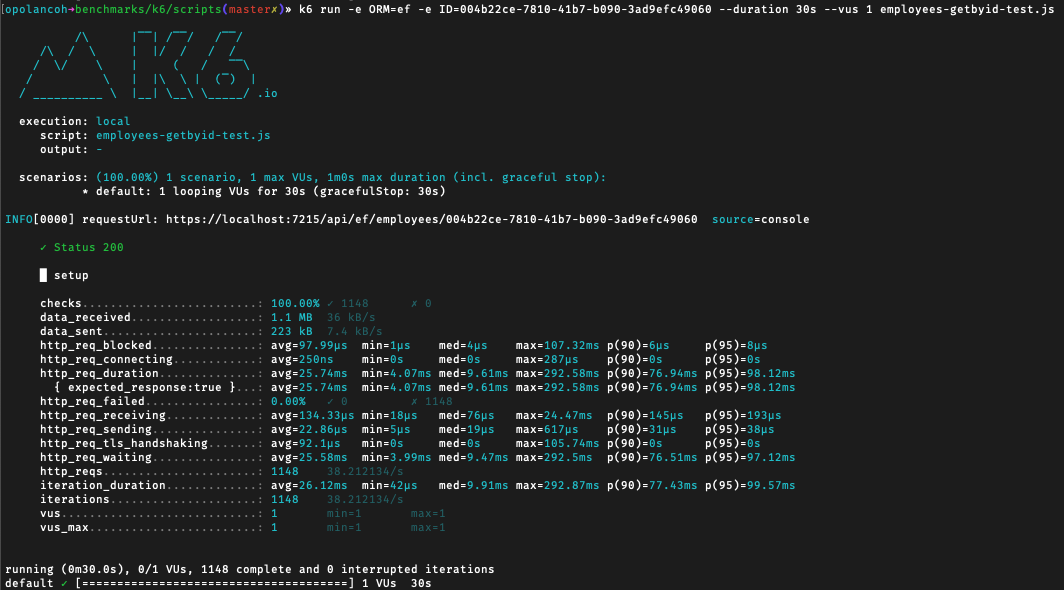 [opolancoh➜benchmarks/k6/scripts(master✗)» k6 run -e ORM=ef -e ID=004b22ce-7810-41b7-b090-3ad9efc49060 --duration 30s --vus 1 employees-getbyid-test.js
K6
.io
execution: local
script: employees-getbyid-test.js
output: -
scenarios: (100.00%) 1 scenario, 1 max VUs, 1m0s max duration (incl. graceful stop):
* default: 1 looping VUs for 30s (gracefulStop: 30s)
INFO[0000] requestUrl: https://localhost:7215/api/ef/employees/004b22ce-7810-41b7-b090-3ad9efc49060  source=console
✓ Status 200
█ setup
checks.........................: 100.00% ✓ 1148      ✗ 0
data_received..................: 1.1 MB  36 kB/s
data_sent......................: 223 kB  7.4 kB/s
http_req_blocked...............: avg=97.99µs  min=1µs    med=4µs    max=107.32ms p(90)=6µs     p(95)=8µs
http_req_connecting............: avg=250ns    min=0s     med=0s     max=287µs    p(90)=0s      p(95)=0s
http_req_duration..............: avg=25.74ms  min=4.07ms med=9.61ms max=292.58ms p(90)=76.94ms p(95)=98.12ms
{ expected_response:true }...: avg=25.74ms  min=4.07ms med=9.61ms max=292.58ms p(90)=76.94ms p(95)=98.12ms
http_req_failed................: 0.00%   ✓ 0         ✗ 1148
http_req_receiving.............: avg=134.33µs min=18µs   med=76µs   max=24.47ms  p(90)=145µs   p(95)=193µs
http_req_sending...............: avg=22.86µs  min=5µs    med=19µs   max=617µs    p(90)=31µs    p(95)=38µs
http_req_tls_handshaking.......: avg=92.1µs   min=0s     med=0s     max=105.74ms p(90)=0s      p(95)=0s
http_req_waiting...............: avg=25.58ms  min=3.99ms med=9.47ms max=292.5ms  p(90)=76.51ms p(95)=97.12ms
http_reqs......................: 1148    38.212134/s
iteration_duration.............: avg=26.12ms  min=42µs   med=9.91ms max=292.87ms p(90)=77.43ms p(95)=99.57ms
iterations.....................: 1148    38.212134/s
vus............................: 1       min=1       max=1
vus_max........................: 1       min=1       max=1
running (0m30.0s), 0/1 VUs, 1148 complete and 0 interrupted iterations
default ✓ [======================================] 1 VUs  30s